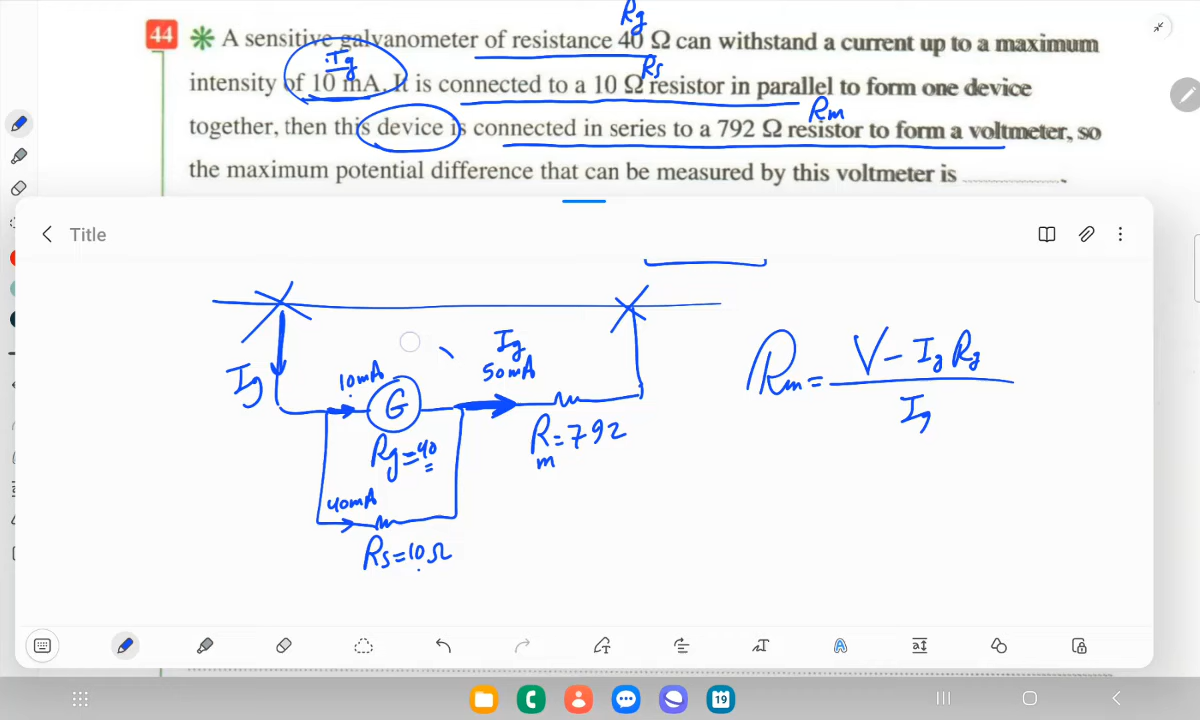 Rg
44 A sensitive galvanometer of resistance 40 Ω can withstand a current up to a maximum
Ig
Rs
intensity of 10 mA. It is connected to a 10 Ω resistor in parallel to form one device
Rm
together, then this device is connected in series to a 792 Ω resistor to form a voltmeter, so
the maximum potential difference that can be measured by this voltmeter is ............ .
Title
Ig
10mA
G
Rg=40
40mA
Rs=10Ω
Ig
50mA
Rm=792
Rm = V - Ig Rg / Ig
19